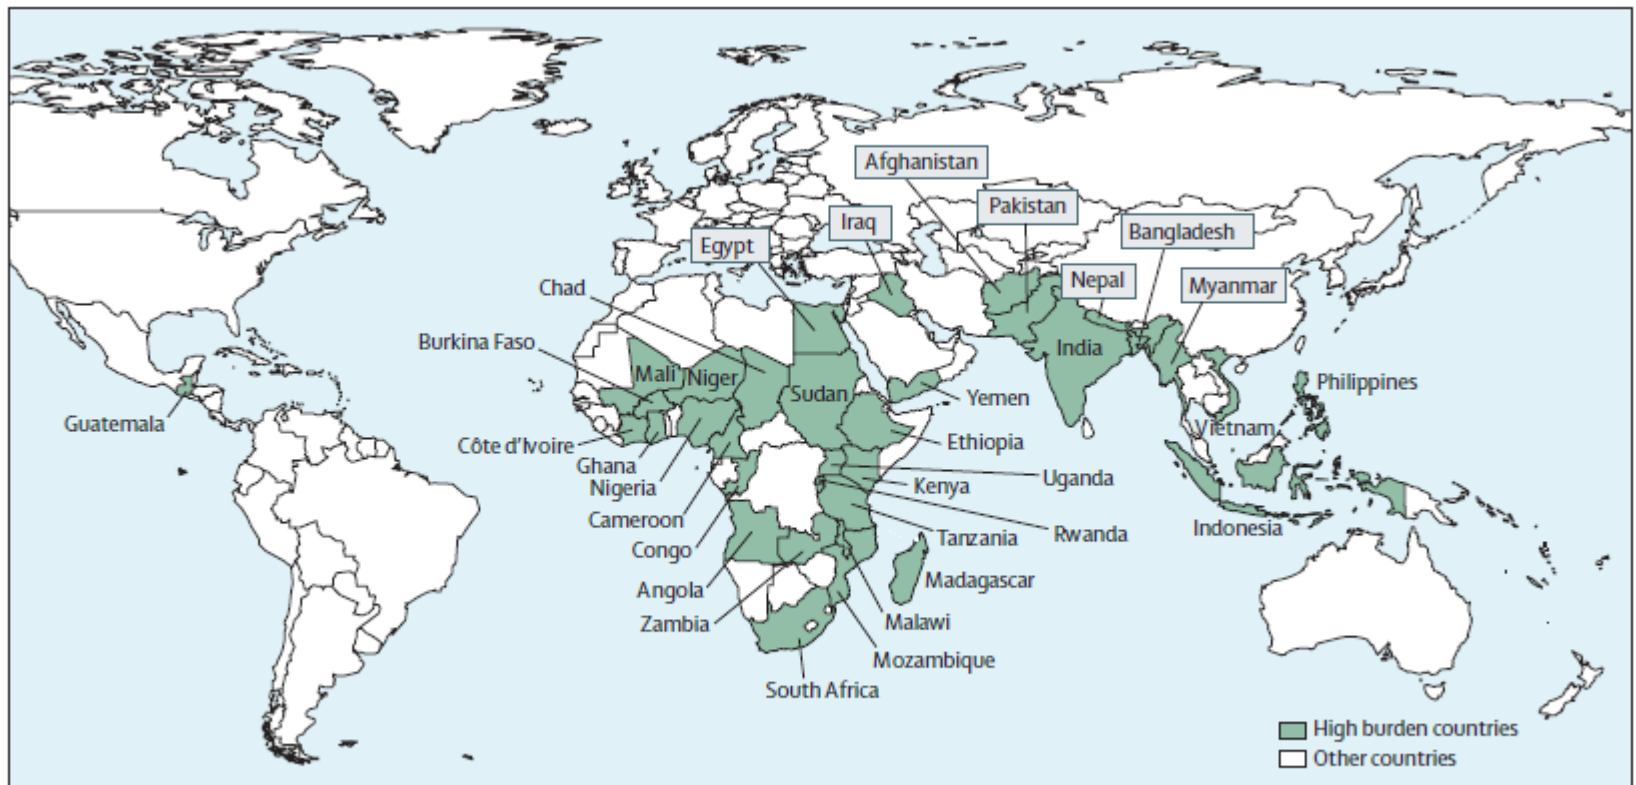 Afghanistan
Pakistan
Iraq
Bangladesh
Egypt
Nepal
Myanmar
Chad
Burkina Faso
Mali
Niger
India
Sudan
Philippines
Guatemala
Yemen
Vietnam
Côte d'Ivoire
Ethiopia
Ghana
Uganda
Nigeria
Kenya
Cameroon
Indonesia
Rwanda
Tanzania
Congo
Madagascar
Angola
Zambia
Malawi
Mozambique
South Africa
High burden countries
Other countries